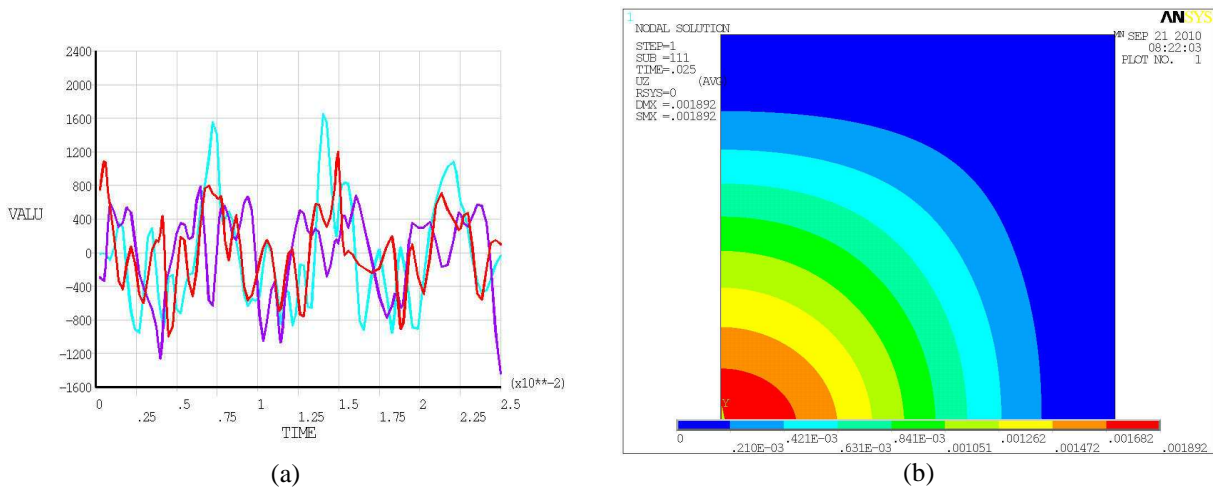 2400
2000
1600
1200
800
400
0
-400
-800
-1200
-1600
VALU
(x10**-2)
0 .5 1 1.5 2 2.5
.25 .75 1.25 1.75 2.25
TIME
(a)
1
NODAL SOLUTION
STEP=1
SUB =111
TIME=.025
UZ (AVG
RSYS=0
DMX =.001892
SMX =.001892
ANSYS
MN SEP 21 2010
08:22:03
PLOT NO. 1
Y
0 .421E-03 .841E-03 .001262 .001682
.210E-03 .631E-03 .001051 .001472 .001892
(b)